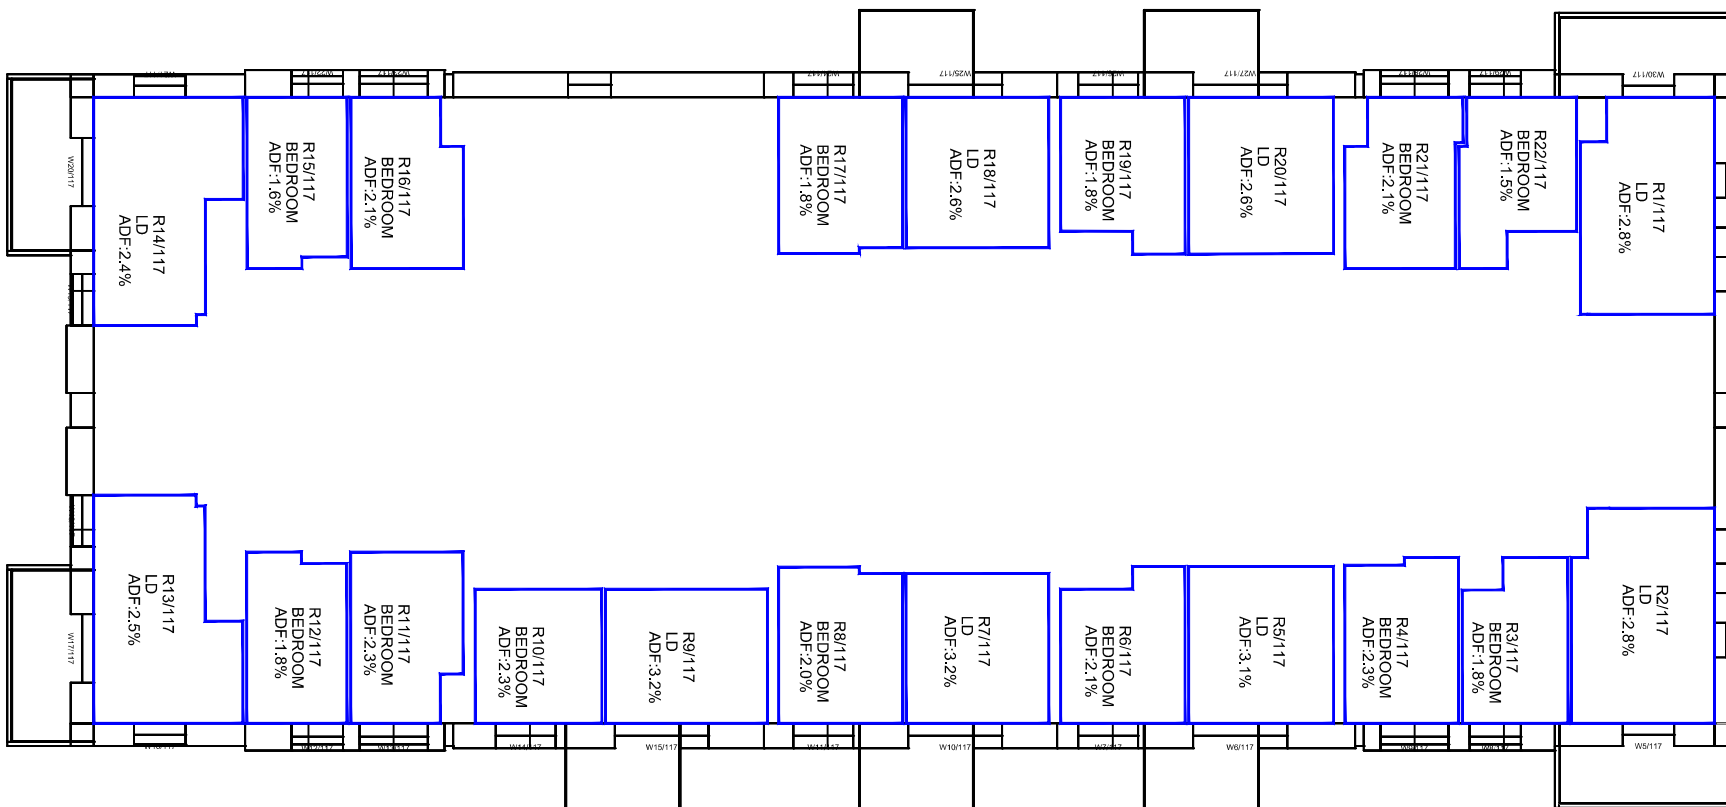 W25/117
W27/117
W30/117
W20/117
R14/117
LD
ADF:2.4%
R15/117
BEDROOM
ADF:1.6%
R16/117
BEDROOM
ADF:2.1%
R17/117
BEDROOM
ADF:1.8%
R18/117
LD
ADF:2.6%
R19/117
BEDROOM
ADF:1.8%
R20/117
LD
ADF:2.6%
R21/117
BEDROOM
ADF:2.1%
R22/117
BEDROOM
ADF:1.5%
R1/117
LD
ADF:2.8%
R13/117
LD
ADF:2.5%
R12/117
BEDROOM
ADF:1.8%
R11/117
BEDROOM
ADF:2.3%
R10/117
BEDROOM
ADF:2.3%
R9/117
LD
ADF:3.2%
R8/117
BEDROOM
ADF:2.0%
R7/117
LD
ADF:3.2%
R6/117
BEDROOM
ADF:2.1%
R5/117
LD
ADF:3.1%
R4/117
BEDROOM
ADF:2.3%
R3/117
BEDROOM
ADF:1.8%
R2/117
LD
ADF:2.8%
W17/117
W15/117
W10/117
W6/117
W5/117